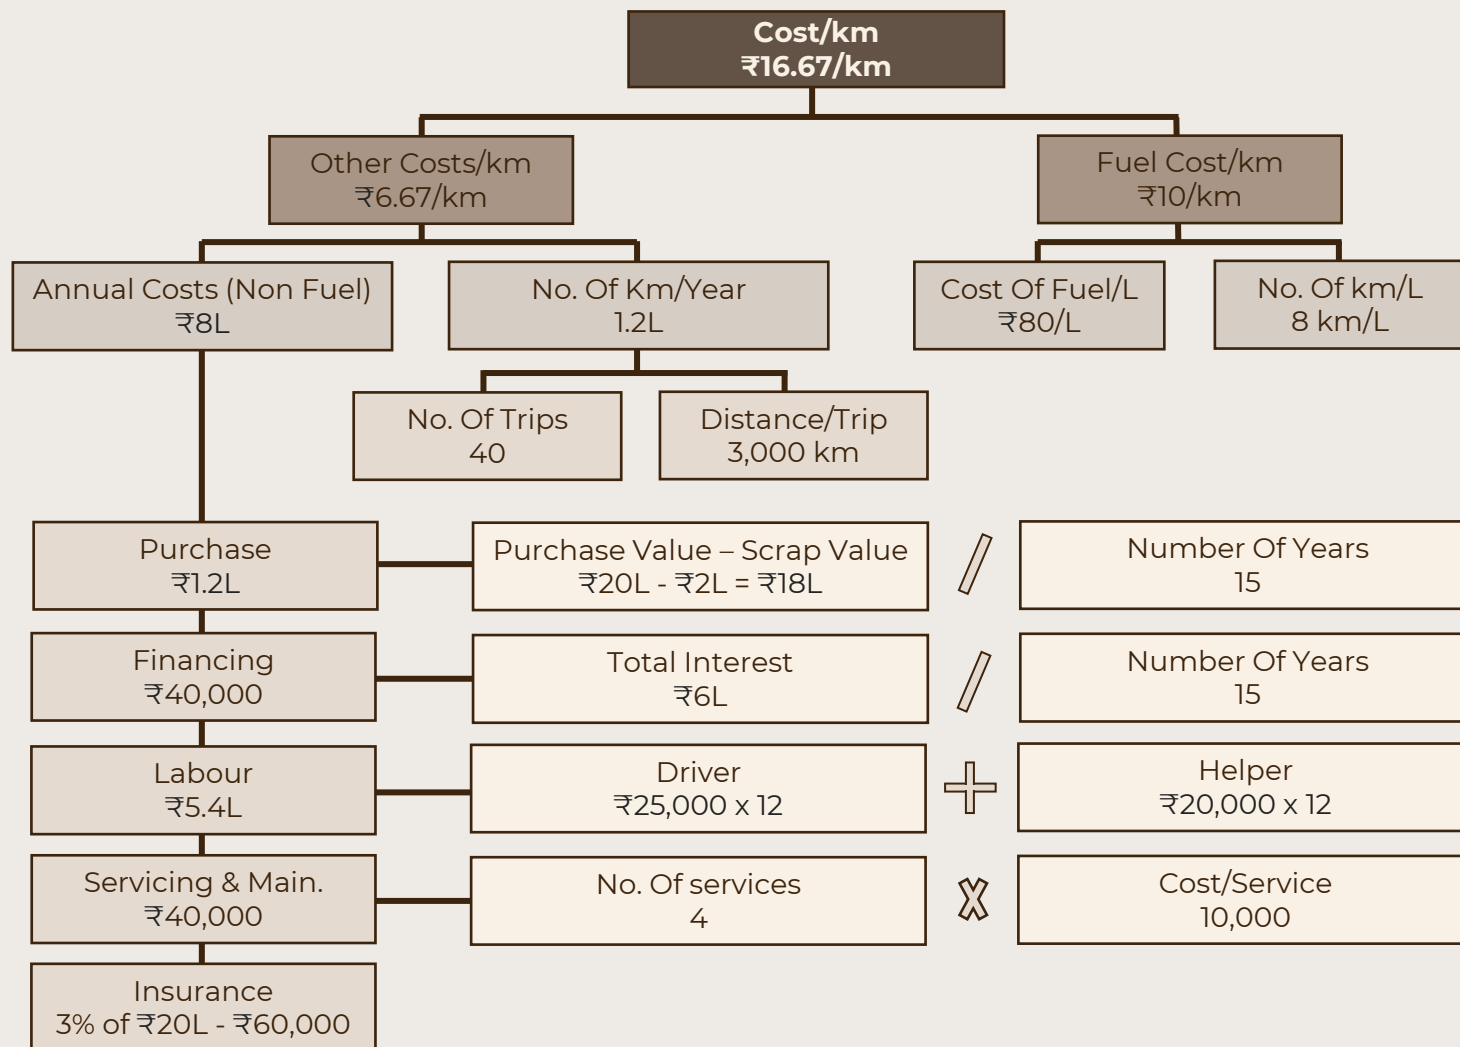 Cost/km
₹16.67/km
Other Costs/km
₹6.67/km
Fuel Cost/km
₹10/km
Annual Costs (Non Fuel)
₹8L
No. Of Km/Year
1.2L
Cost Of Fuel/L
₹80/L
No. Of km/L
8 km/L
No. Of Trips
40
Distance/Trip
3,000 km
Purchase
₹1.2L
Purchase Value – Scrap Value
₹20L - ₹2L = ₹18L
Number Of Years
15
Financing
₹40,000
Total Interest
₹6L
Number Of Years
15
Labour
₹5.4L
Driver
₹25,000 x 12
Helper
₹20,000 x 12
Servicing & Main.
₹40,000
No. Of services
4
Cost/Service
10,000
Insurance
3% of ₹20L - ₹60,000